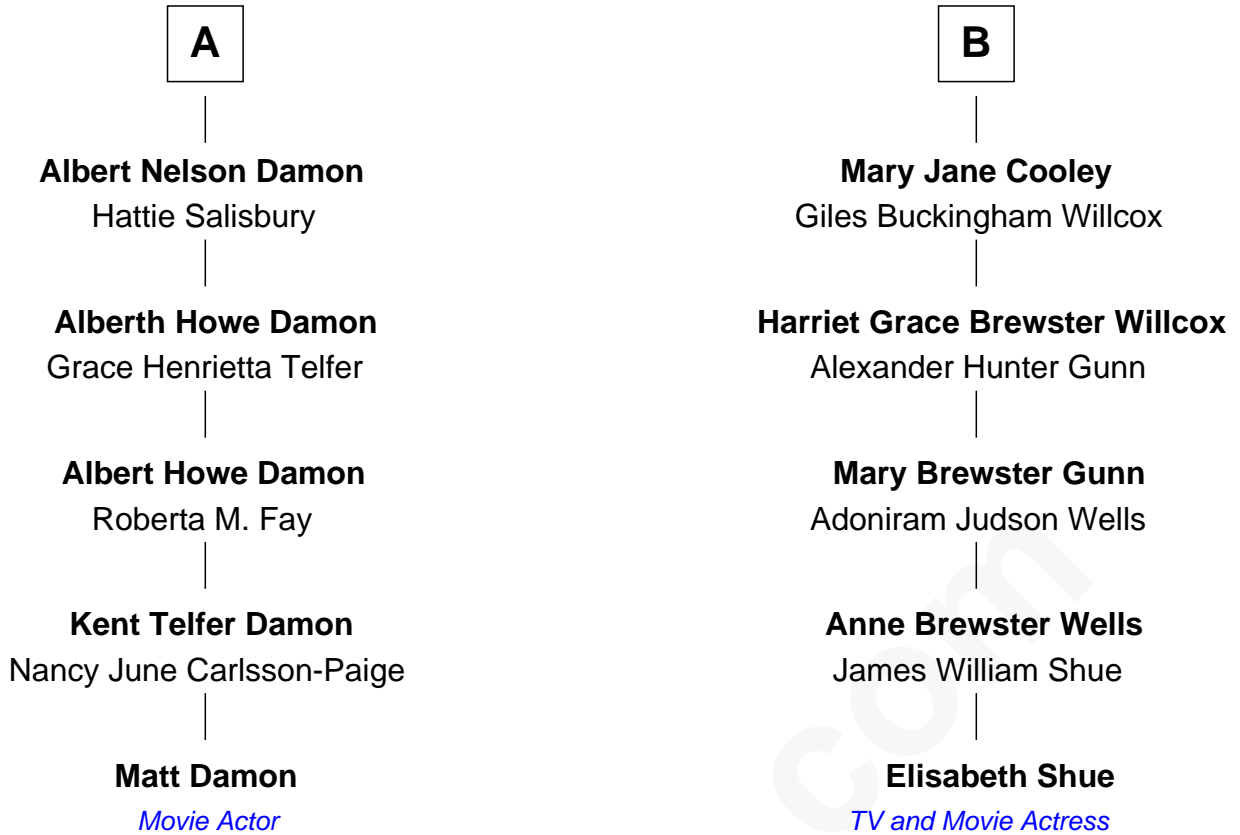 A
Albert Nelson Damon
Hattie Salisbury
Alberth Howe Damon
Grace Henrietta Telfer
Albert Howe Damon
Roberta M. Fay
Kent Telfer Damon
Nancy June Carlsson-Paige
Matt Damon
Movie Actor
B
Mary Jane Cooley
Giles Buckingham Willcox
Harriet Grace Brewster Willcox
Alexander Hunter Gunn
Mary Brewster Gunn
Adoniram Judson Wells
Anne Brewster Wells
James William Shue
Elisabeth Shue
TV and Movie Actress
com